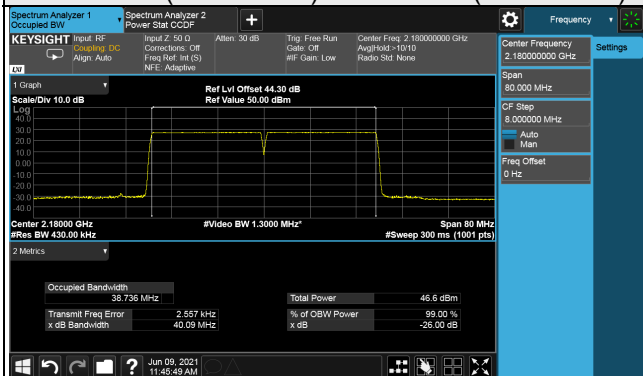 Spectrum Analyzer 1
Occupied BW
Spectrum Analyzer 2
Power Stat CCDF
Frequency
KEYSIGHT
LXI
Input: RF
Coupling: DC
Align: Auto
Input Z: 50 Ω
Corrections: Off
Freq Ref: Int (S)
NFE: Adaptive
Atten: 30 dB
Trig: Free Run
Gate: Off
#IF Gain: Low
Center Freq: 2.180000000 GHz
Avg|Hold:>10/10
Radio Std: None
Center Frequency
2.180000000 GHz
Settings
Span
80.000 MHz
CF Step
8.000000 MHz
Auto
Man
Freq Offset
0 Hz
1 Graph
Scale/Div 10.0 dB
Ref Lvl Offset 44.30 dB
Ref Value 50.00 dBm
Log
40.0
30.0
20.0
10.0
0.00
-10.0
-20.0
-30.0
-40.0
Center 2.18000 GHz
#Res BW 430.00 kHz
#Video BW 1.3000 MHz*
Span 80 MHz
#Sweep 300 ms (1001 pts)
2 Metrics
Occupied Bandwidth
38.736 MHz
Total Power 46.6 dBm
Transmit Freq Error 2.557 kHz
% of OBW Power 99.00 %
x dB Bandwidth 40.09 MHz
x dB -26.00 dB
?
Jun 09, 2021
11:45:49 AM